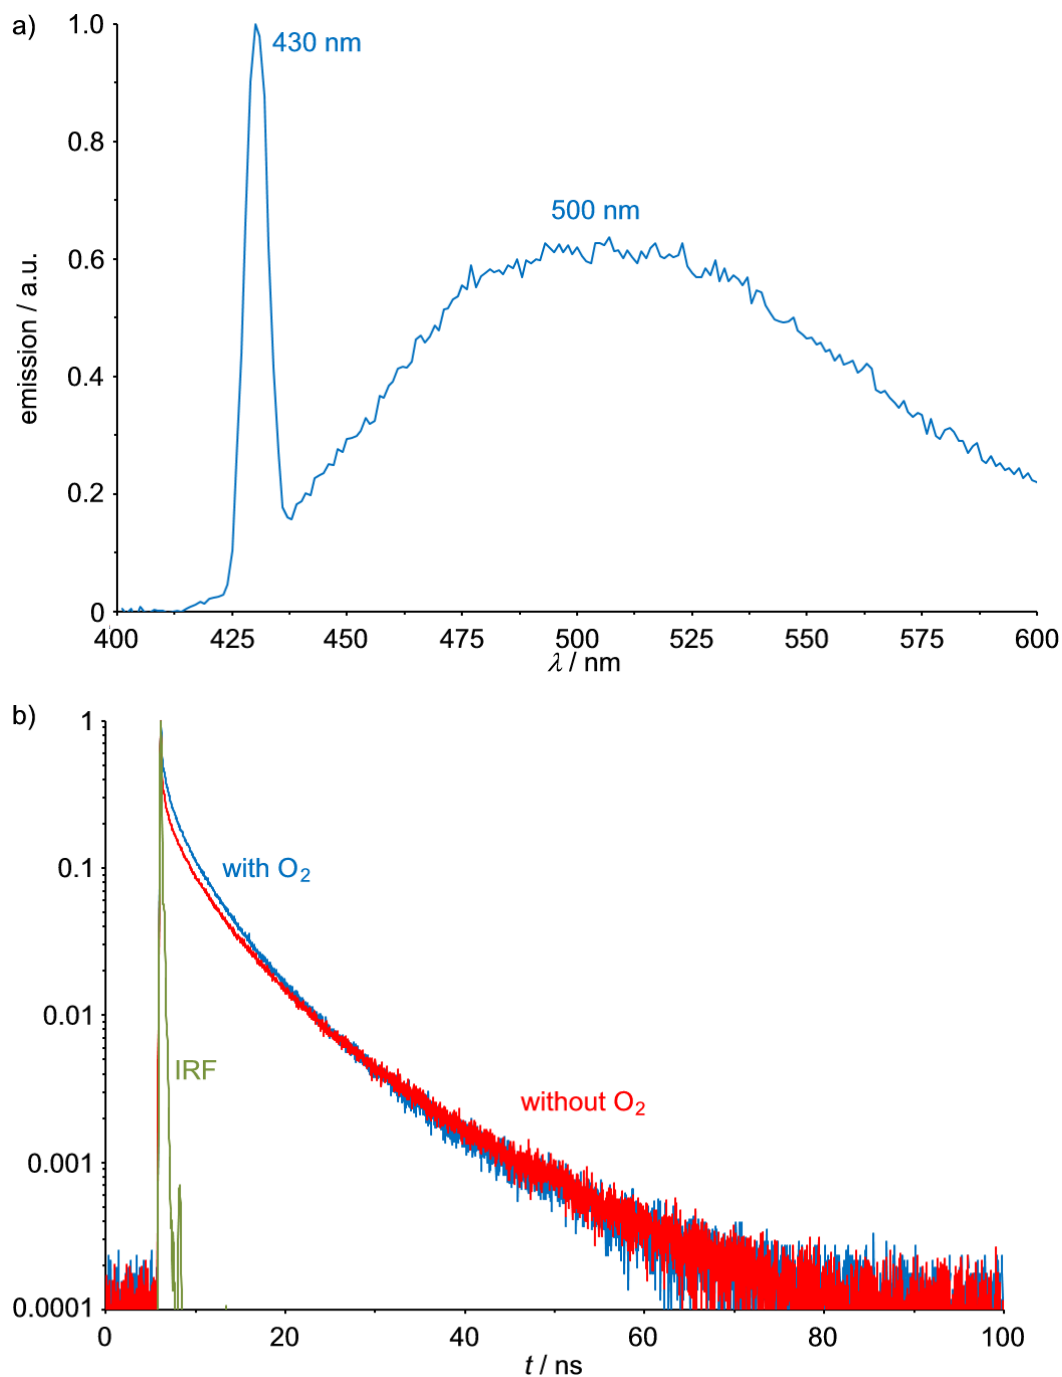 a)
1.0
430 nm
0.8
500 nm
0.6
emission / a.u.
0.4
0.2
0
400 425 450 475 500 525 550 575 600
λ / nm
b)
1
with O₂
0.1
0.01
IRF
without O₂
0.001
0.0001
0 20 40 60 80 100
t / ns